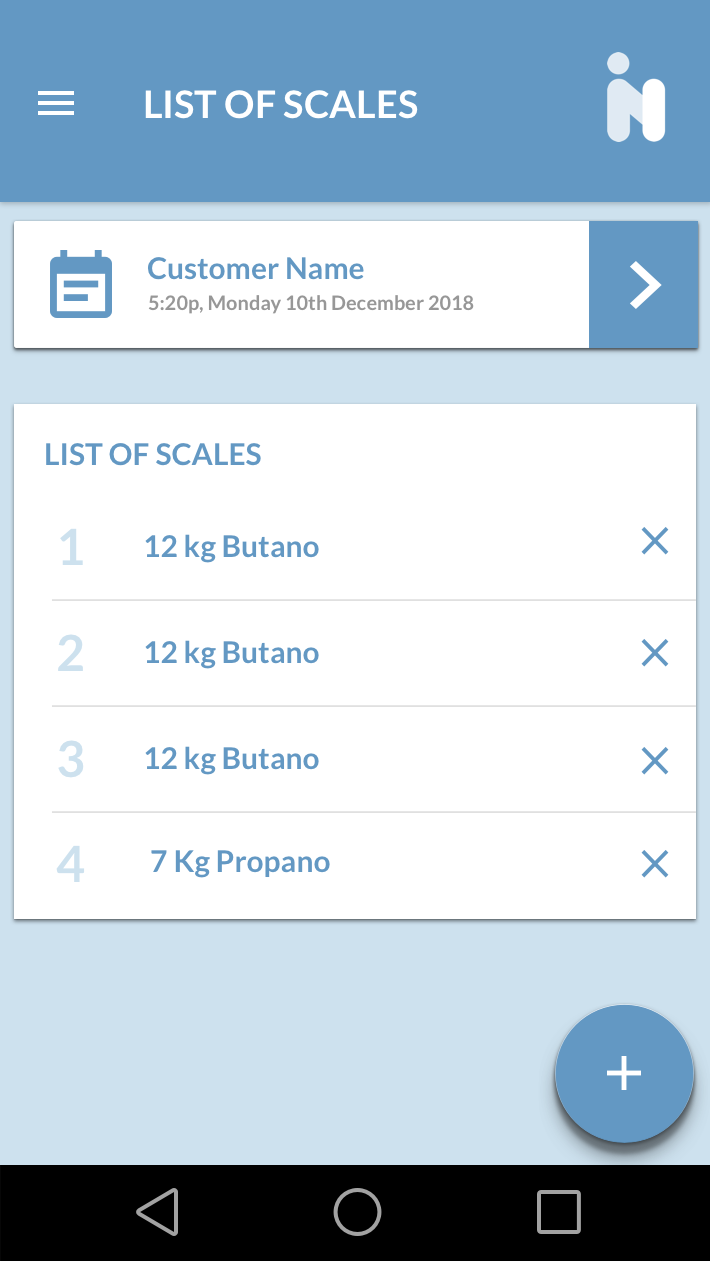 LIST OF SCALES
Customer Name
5:20p, Monday 10th December 2018
LIST OF SCALES
1 12 kg Butano
2 12 kg Butano
3 12 kg Butano
4 7 Kg Propano